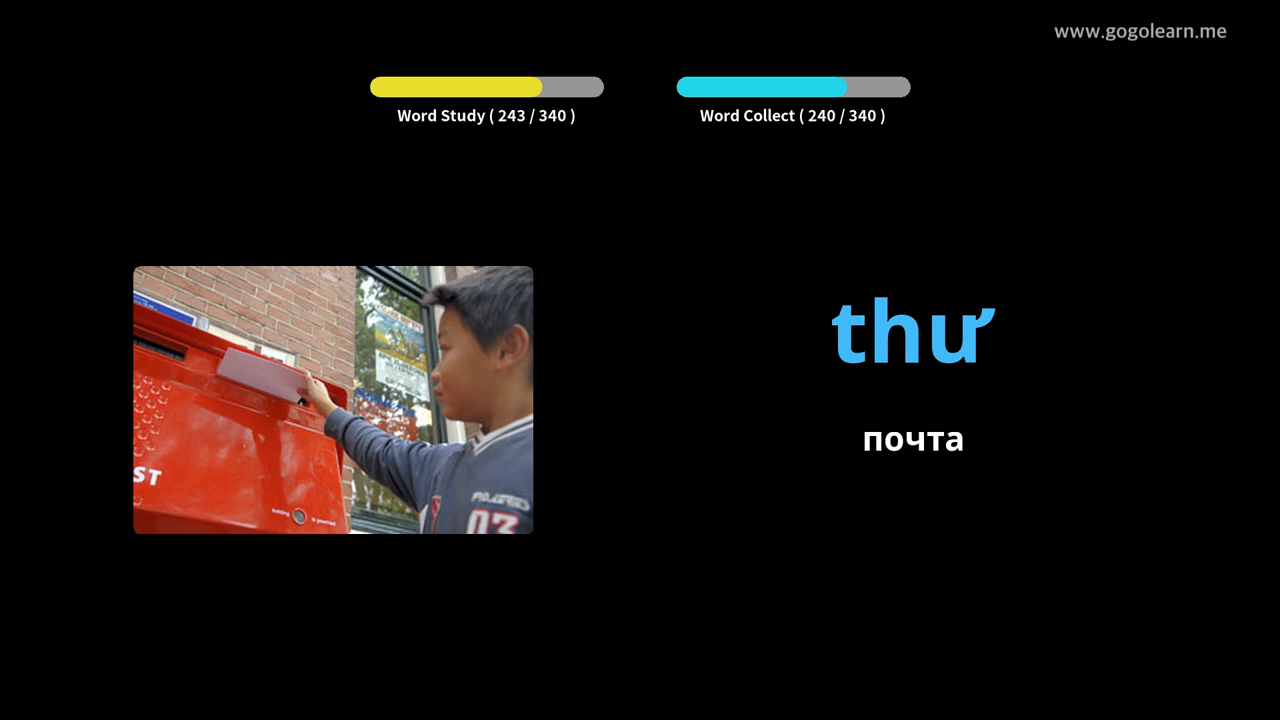 www.gogolearn.me
Word Study ( 243 / 340 )
Word Collect ( 240 / 340 )
thư
почта
ST
03